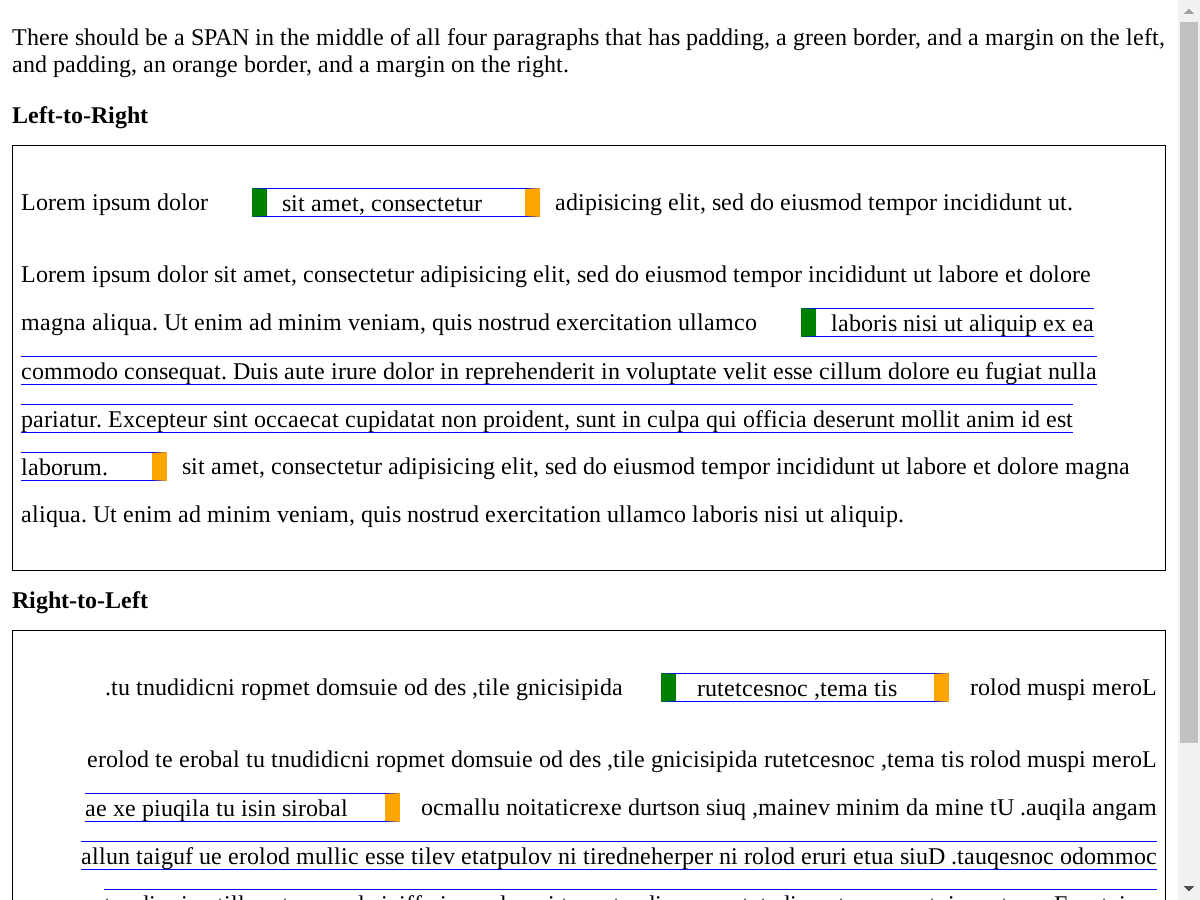 There should be a SPAN in the middle of all four paragraphs that has padding, a green border, and a margin on the left,
and padding, an orange border, and a margin on the right.
Left-to-Right
Lorem ipsum dolor sit amet, consectetur adipisicing elit, sed do eiusmod tempor incididunt ut.
Lorem ipsum dolor sit amet, consectetur adipisicing elit, sed do eiusmod tempor incididunt ut labore et dolore
magna aliqua. Ut enim ad minim veniam, quis nostrud exercitation ullamco laboris nisi ut aliquip ex ea
commodo consequat. Duis aute irure dolor in reprehenderit in voluptate velit esse cillum dolore eu fugiat nulla
pariatur. Excepteur sint occaecat cupidatat non proident, sunt in culpa qui officia deserunt mollit anim id est
laborum. sit amet, consectetur adipisicing elit, sed do eiusmod tempor incididunt ut labore et dolore magna
aliqua. Ut enim ad minim veniam, quis nostrud exercitation ullamco laboris nisi ut aliquip.
Right-to-Left
.tu tnudidicni ropmet domsuie od des ,tile gnicisipida rutetcesnoc ,tema tis rolod muspi meroL
erolod te erobal tu tnudidicni ropmet domsuie od des ,tile gnicisipida rutetcesnoc ,tema tis rolod muspi meroL
ae xe piuqila tu isin sirobal ocmallu noitaticrexe durtson siuq ,mainev minim da mine tU .auqila angam
allun taiguf ue erolod mullic esse tilev etatpulov ni tiredneherper ni rolod eruri etua siuD .tauqesnoc odommoc